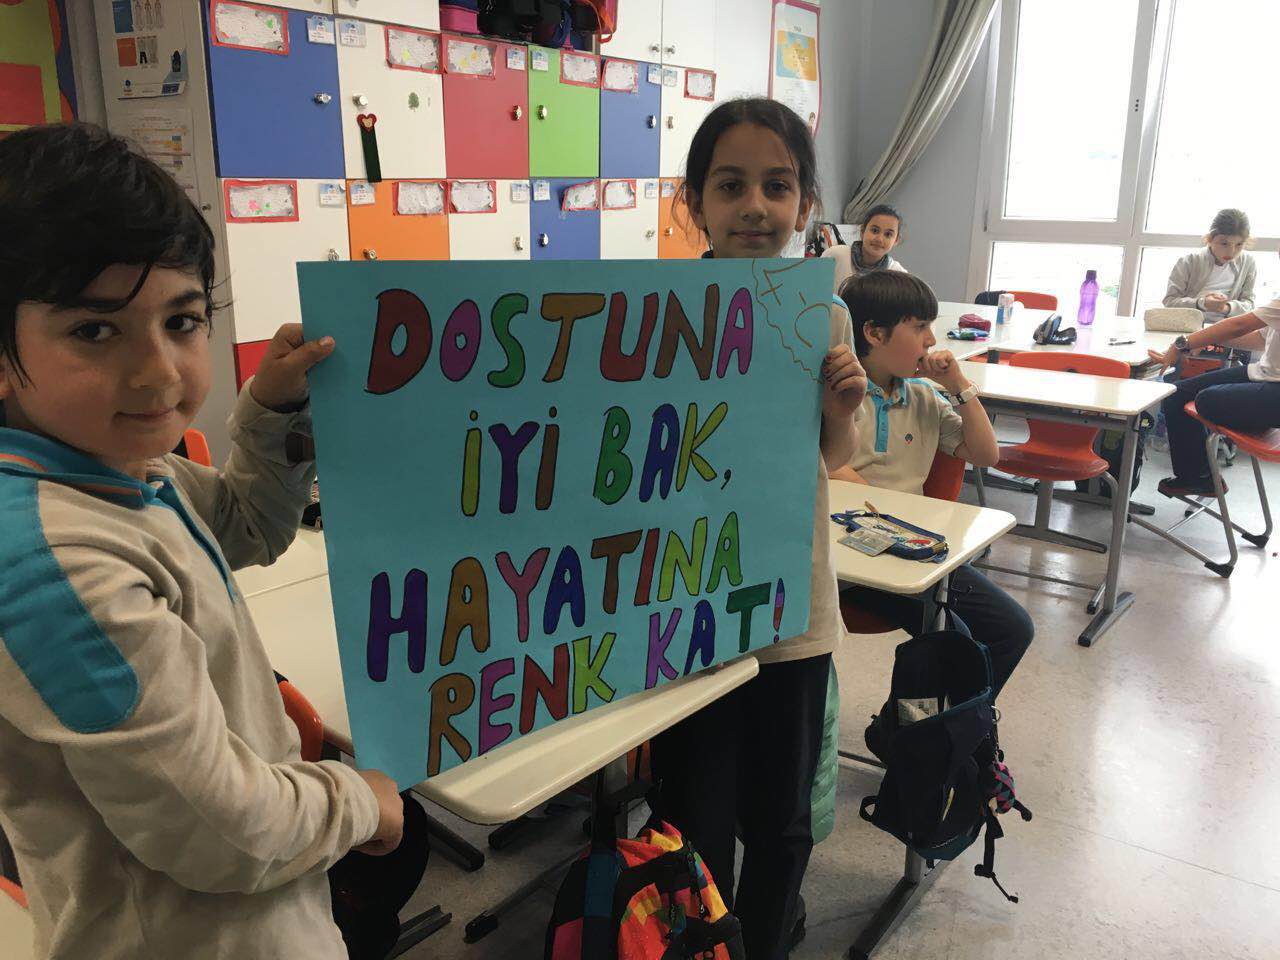 DOSTUNA
İYİ BAK,
HAYATINA
RENK KAT!